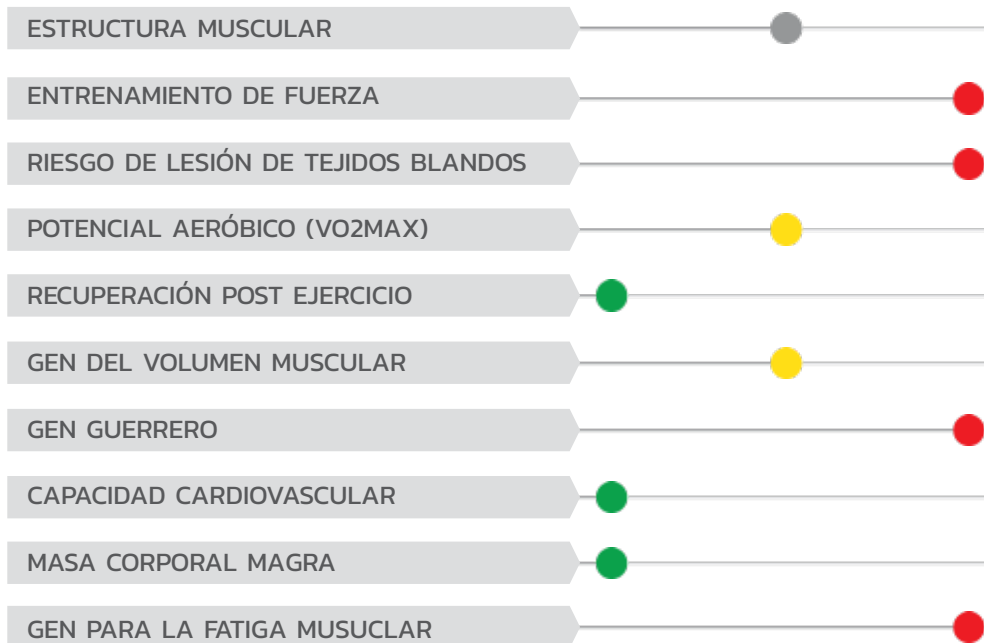 ESTRUCTURA MUSCULAR
ENTRENAMIENTO DE FUERZA
RIESGO DE LESIÓN DE TEJIDOS BLANDOS
POTENCIAL AERÓBICO (VO2MAX)
RECUPERACIÓN POST EJERCICIO
GEN DEL VOLUMEN MUSCULAR
GEN GUERRERO
CAPACIDAD CARDIOVASCULAR
MASA CORPORAL MAGRA
GEN PARA LA FATIGA MUSUCLAR